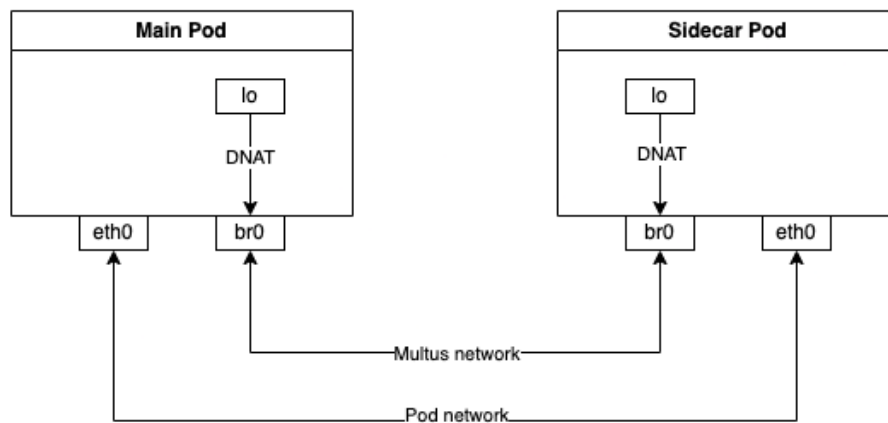 Main Pod
Sidecar Pod
lo
lo
DNAT
DNAT
eth0
br0
br0
eth0
Multus network
Pod network